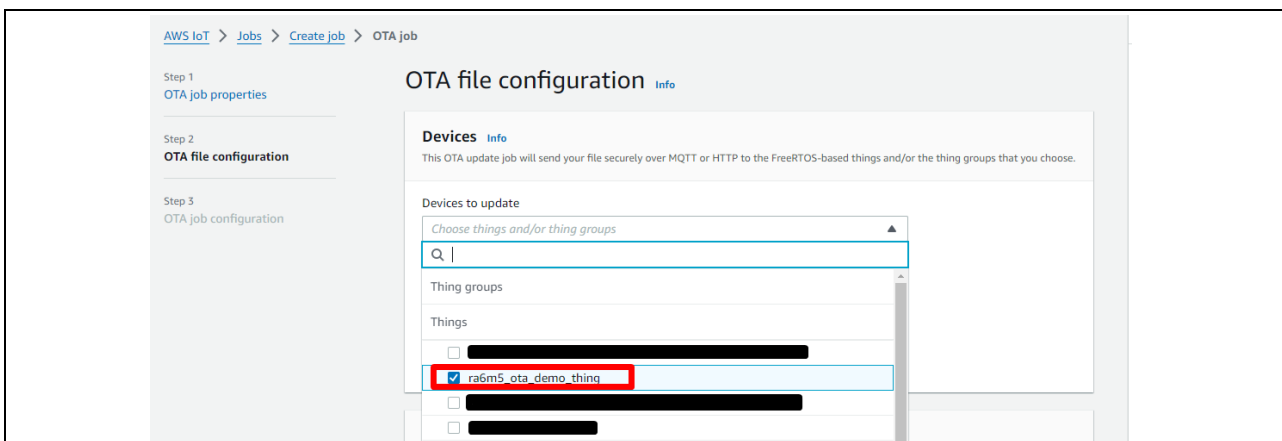 AWS IoT > Jobs > Create job > OTA job
Step 1
OTA job properties
Step 2
OTA file configuration
Step 3
OTA job configuration
OTA file configuration Info
Devices Info
This OTA update job will send your file securely over MQTT or HTTP to the FreeRTOS-based things and/or the thing groups that you choose.
Devices to update
Choose things and/or thing groups
Thing groups
Things
ra6m5_ota_demo_thing